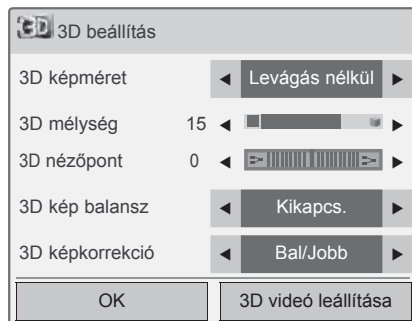 3D 3D beállítás
3D képméret ◄ Levágás nélkül ►
3D mélység 15 ◄ ►
3D nézőpont 0 ◄ ►
3D kép balansz ◄ Kikapcs. ►
3D képkorrekció ◄ Bal/Jobb ►
OK 3D videó leállítása